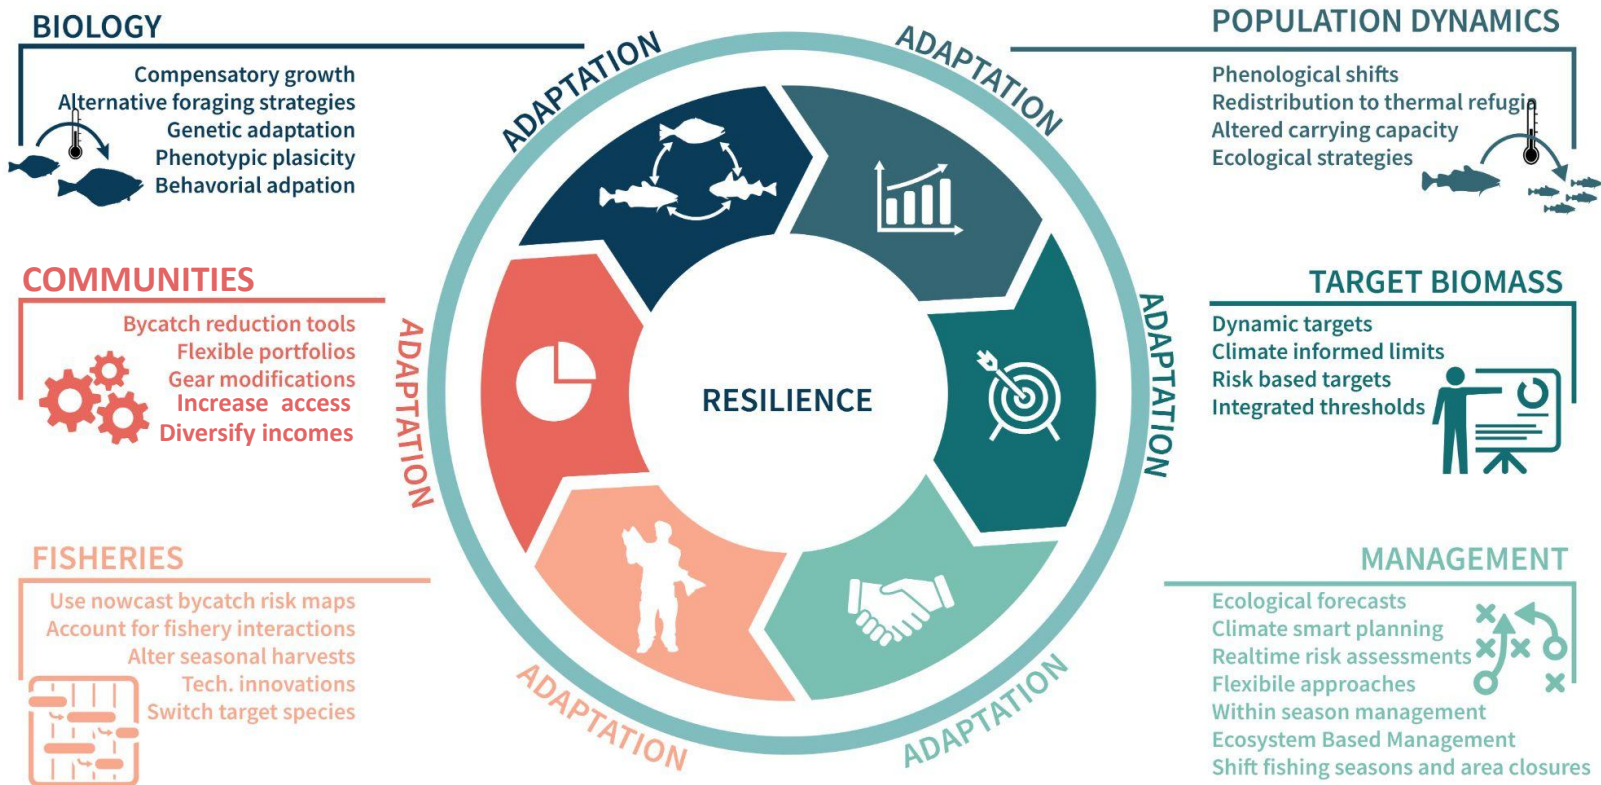 BIOLOGY
Compensatory growth
Alternative foraging strategies
Genetic adaptation
Phenotypic plasicity
Behavorial adpation
COMMUNITIES
Bycatch reduction tools
Flexible portfolios
Gear modifications
Increase access
Diversify incomes
FISHERIES
Use nowcast bycatch risk maps
Account for fishery interactions
Alter seasonal harvests
Tech. innovations
Switch target species
ADAPTATION
ADAPTATION
ADAPTATION
ADAPTATION
ADAPTATION
ADAPTATION
RESILIENCE
POPULATION DYNAMICS
Phenological shifts
Redistribution to thermal refugia
Altered carrying capacity
Ecological strategies
TARGET BIOMASS
Dynamic targets
Climate informed limits
Risk based targets
Integrated thresholds
MANAGEMENT
Ecological forecasts
Climate smart planning
Realtime risk assessments
Flexibile approaches
Within season management
Ecosystem Based Management
Shift fishing seasons and area closures